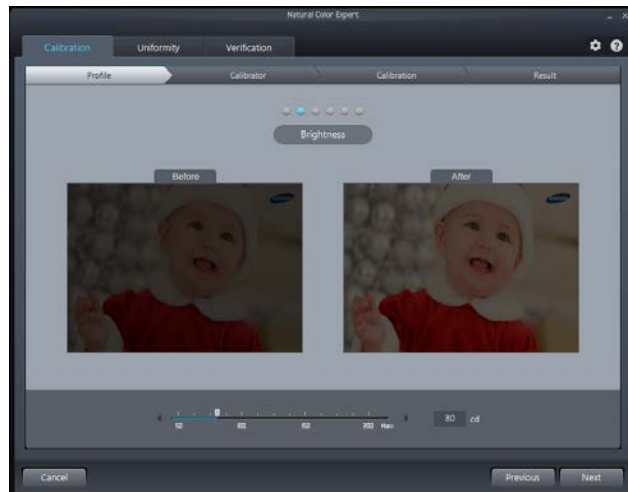 Natural Color Expert
Calibration Uniformity Verification
Profile Calibrator Calibration Result
Brightness
Before After
SAMSUNG SAMSUNG
50 100 150 200 Max 80 cd
Cancel Previous Next